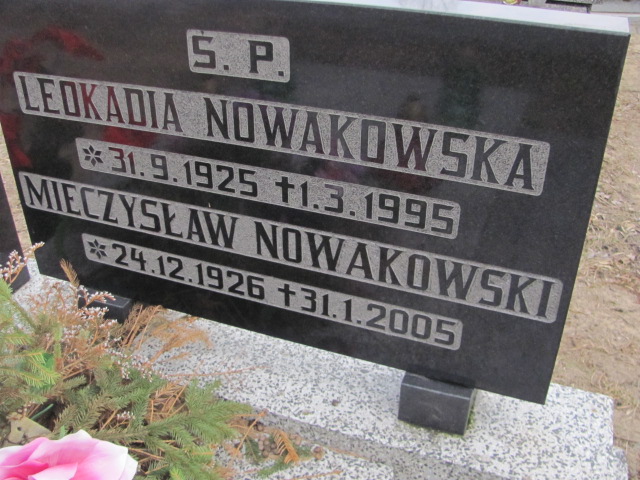 Ś. P.
LEOKADIA NOWAKOWSKA
* 31.9.1925 † 1.3.1995
MIECZYSŁAW NOWAKOWSKI
* 24.12.1926 † 31.1.2005